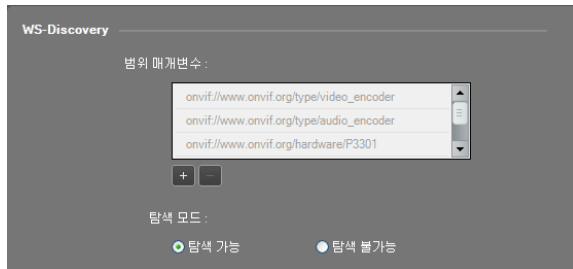 WS-Discovery
범위 매개변수 :
onvif://www.onvif.org/type/video_encoder
onvif://www.onvif.org/type/audio_encoder
onvif://www.onvif.org/hardware/P3301
+ −
탐색 모드 :
탐색 가능 탐색 불가능